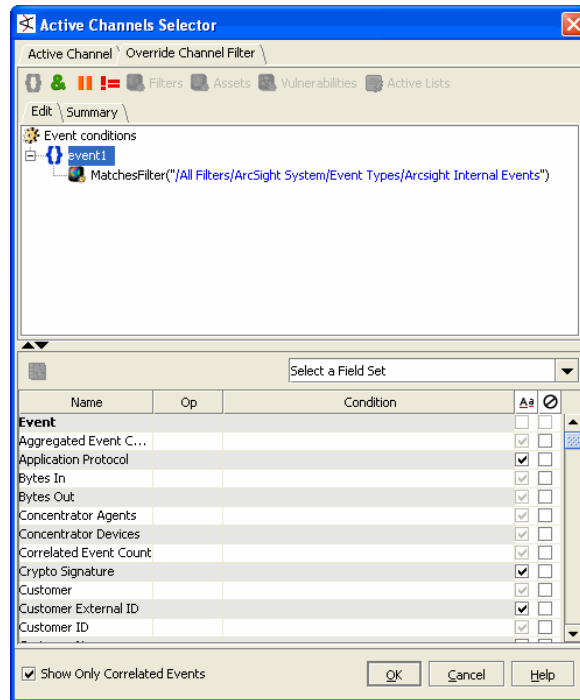 Active Channels Selector
Active Channel Override Channel Filter
& != Filters Assets Vulnerabilities Active Lists
Edit Summary
Event conditions
{} event1
MatchesFilter("/All Filters/ArcSight System/Event Types/Arcsight Internal Events")
Select a Field Set
Name Op Condition Aa
Event
Aggregated Event C...
Application Protocol
Bytes In
Bytes Out
Concentrator Agents
Concentrator Devices
Correlated Event Count
Crypto Signature
Customer
Customer External ID
Customer ID
Show Only Correlated Events OK Cancel Help